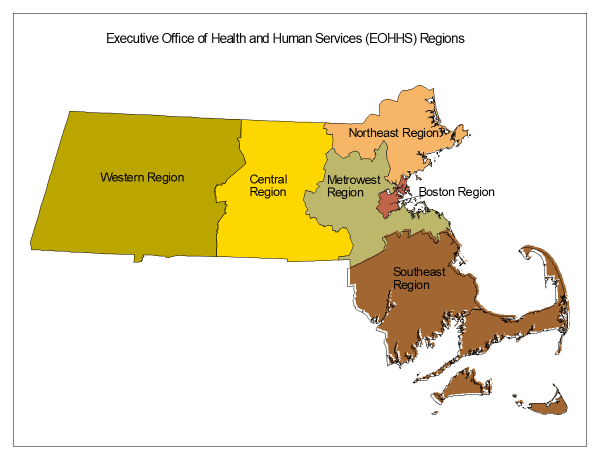 Executive Office of Health and Human Services (EOHHS) Regions
Northeast Region
Western Region
Central
Region
Metrowest
Region
Boston Region
Southeast
Region